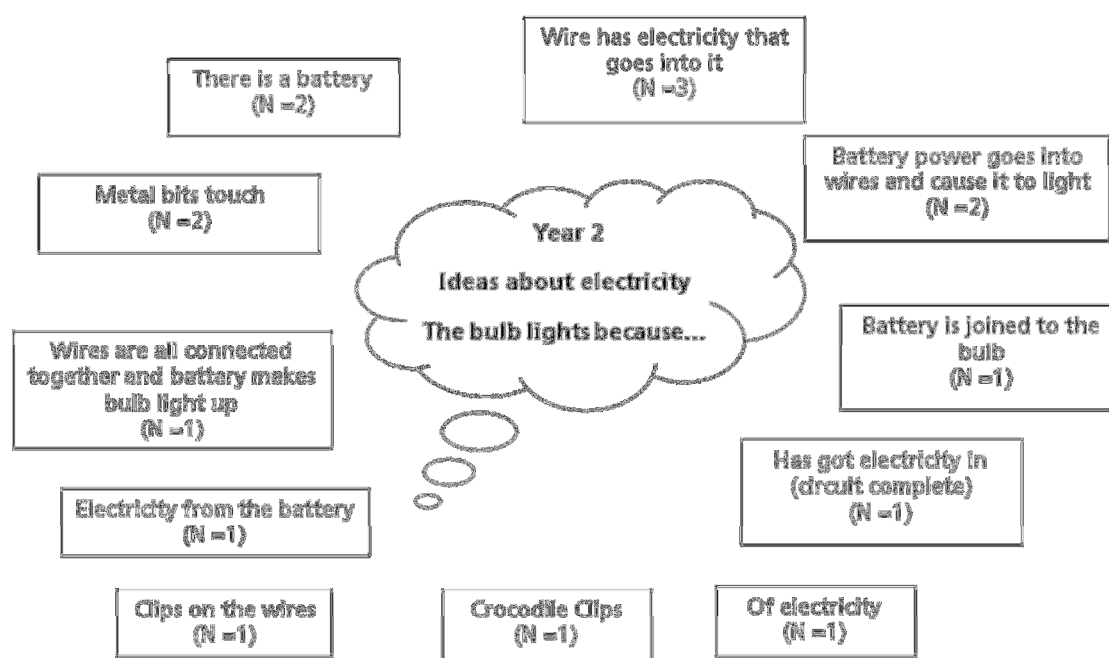 Wire has electricity that
goes into it
(N =3)
There is a battery
(N =2)
Battery power goes into
wires and cause it to light
(N =2)
Metal bits touch
(N =2)
Year 2
Ideas about electricity
The bulb lights because...
Battery is joined to the
bulb
(N =1)
Wires are all connected
together and battery makes
bulb light up
(N =1)
Has got electricity in
(circuit complete)
(N =1)
Electricity from the battery
(N =1)
Clips on the wires
(N =1)
Crocodile Clips
(N =1)
Of electricity
(N =1)